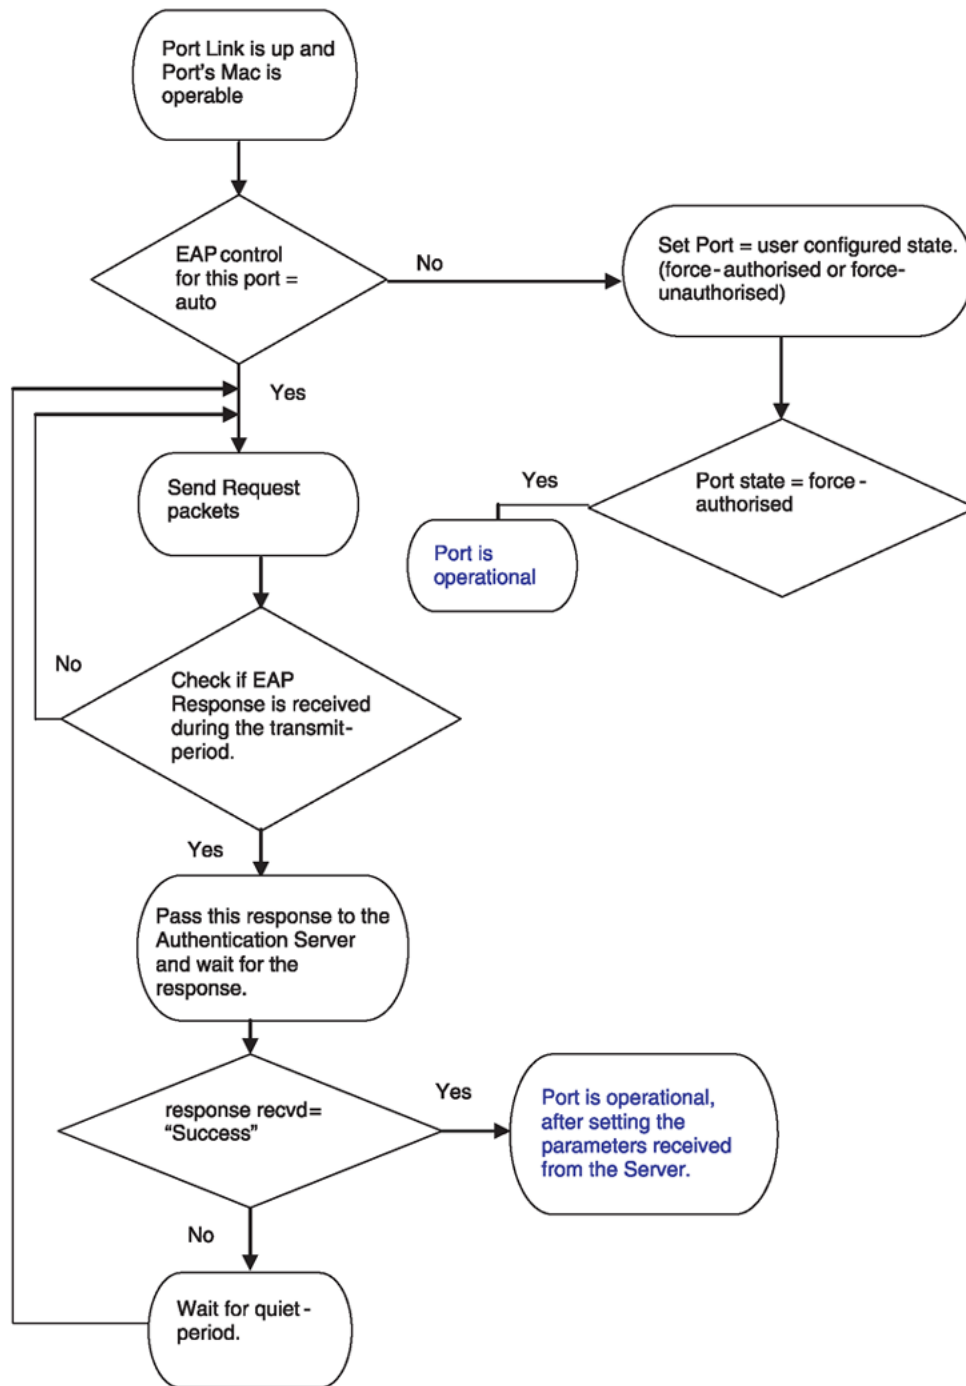 Port Link is up and
Port's Mac is
operable
EAP control
for this port =
auto
No
Set Port = user configured state.
(force-authorised or force-
unauthorised)
Yes
Yes
Port state = force-
authorised
Send Request
packets
Port is
operational
No
Check if EAP
Response is received
during the transmit-
period.
Yes
Pass this response to the
Authentication Server
and wait for the
response.
response recvd=
“Success”
Yes
Port is operational,
after setting the
parameters received
from the Server.
No
Wait for quiet-
period.